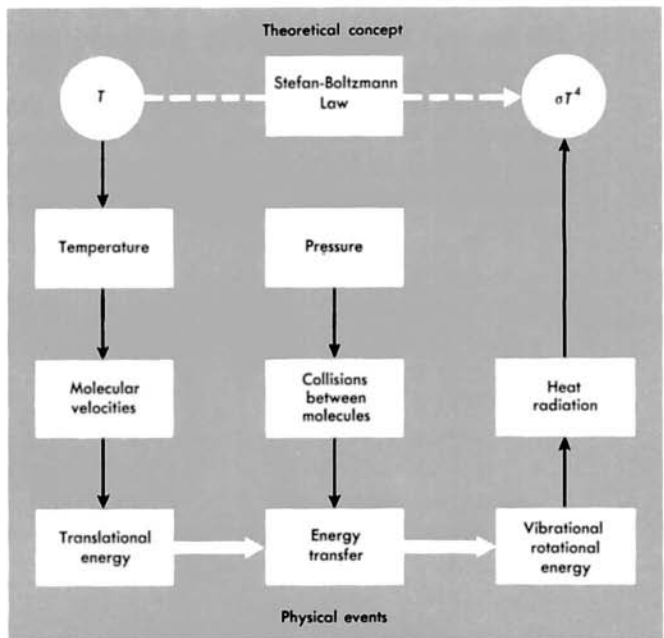 Theoretical concept
T
Stefan-Boltzmann
Law
σT⁴
Temperature
Pressure
Molecular
velocities
Collisions
between
molecules
Heat
radiation
Translational
energy
Energy
transfer
Vibrational
rotational
energy
Physical events